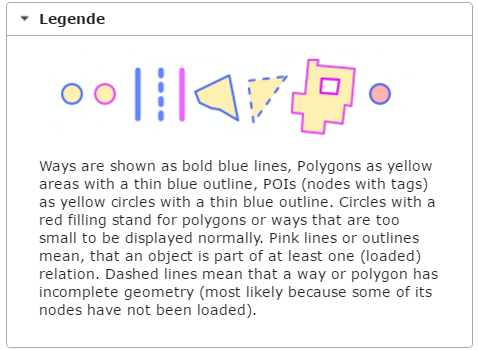 Legende
Ways are shown as bold blue lines, Polygons as yellow
areas with a thin blue outline, POIs (nodes with tags)
as yellow circles with a thin blue outline. Circles with a
red filling stand for polygons or ways that are too
small to be displayed normally. Pink lines or outlines
mean, that an object is part of at least one (loaded)
relation. Dashed lines mean that a way or polygon has
incomplete geometry (most likely because some of its
nodes have not been loaded).